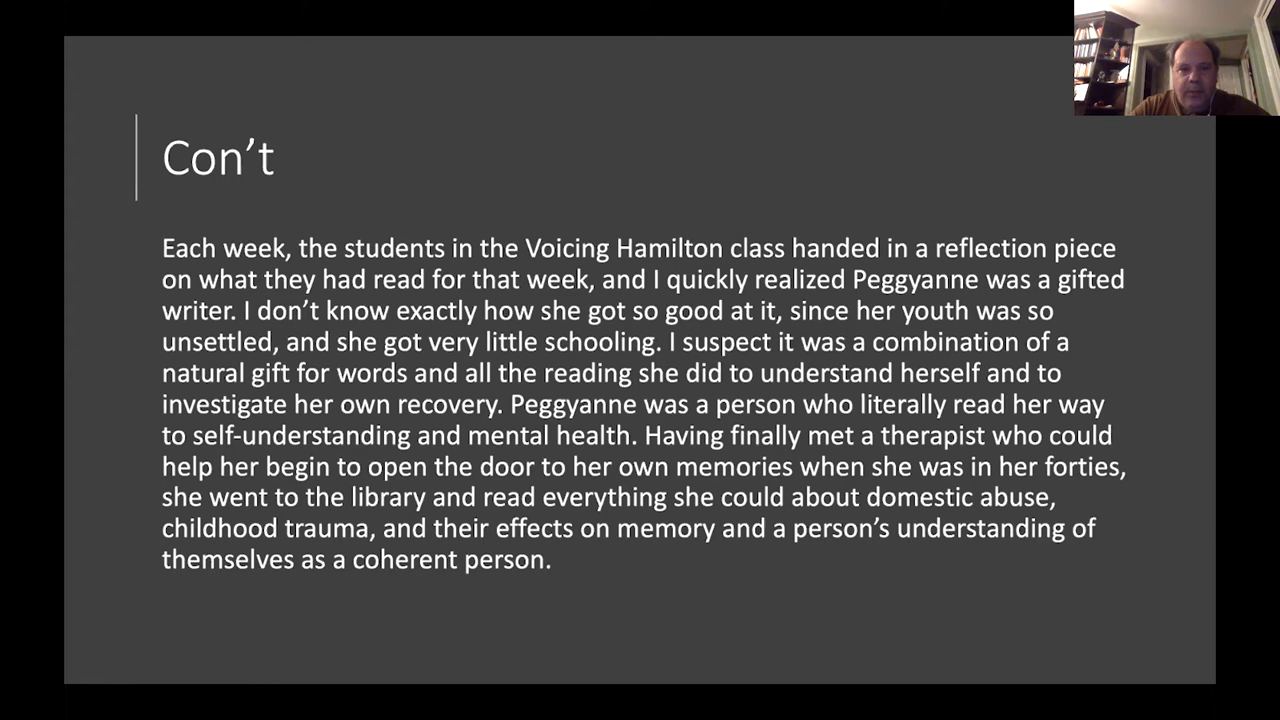 Con’t
Each week, the students in the Voicing Hamilton class handed in a reflection piece
on what they had read for that week, and I quickly realized Peggyanne was a gifted
writer. I don’t know exactly how she got so good at it, since her youth was so
unsettled, and she got very little schooling. I suspect it was a combination of a
natural gift for words and all the reading she did to understand herself and to
investigate her own recovery. Peggyanne was a person who literally read her way
to self-understanding and mental health. Having finally met a therapist who could
help her begin to open the door to her own memories when she was in her forties,
she went to the library and read everything she could about domestic abuse,
childhood trauma, and their effects on memory and a person’s understanding of
themselves as a coherent person.